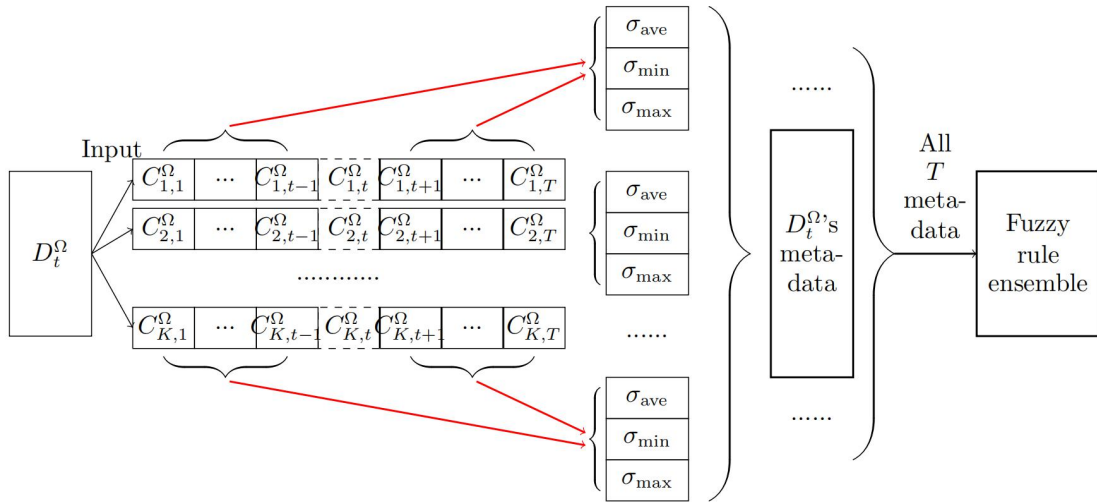 σ_ave
σ_min
σ_max
......
Input
C^Ω_{1,1} ... C^Ω_{1,t−1} C^Ω_{1,t} C^Ω_{1,t+1} ... C^Ω_{1,T}
C^Ω_{2,1} ... C^Ω_{2,t−1} C^Ω_{2,t} C^Ω_{2,t+1} ... C^Ω_{2,T}
............
C^Ω_{K,1} ... C^Ω_{K,t−1} C^Ω_{K,t} C^Ω_{K,t+1} ... C^Ω_{K,T}
D^Ω_t
σ_ave
σ_min
σ_max
......
σ_ave
σ_min
σ_max
D^Ω_t's
meta-
data
......
All
T
meta-
data
Fuzzy
rule
ensemble